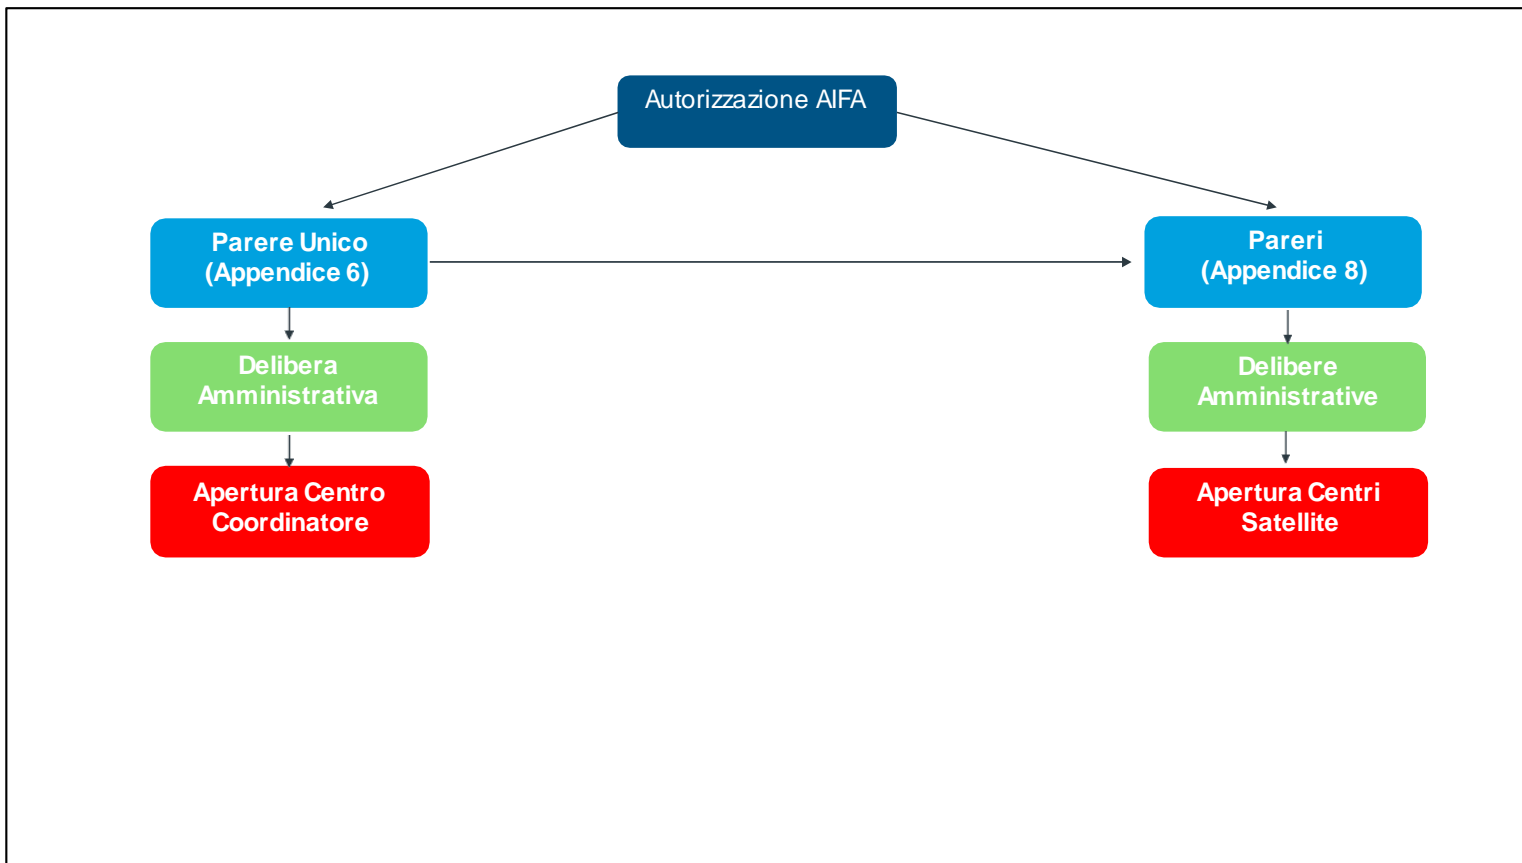 Autorizzazione AIFA
Parere Unico
(Appendice 6)
Pareri
(Appendice 8)
Delibera
Amministrativa
Delibere
Amministrative
Apertura Centro
Coordinatore
Apertura Centri
Satellite